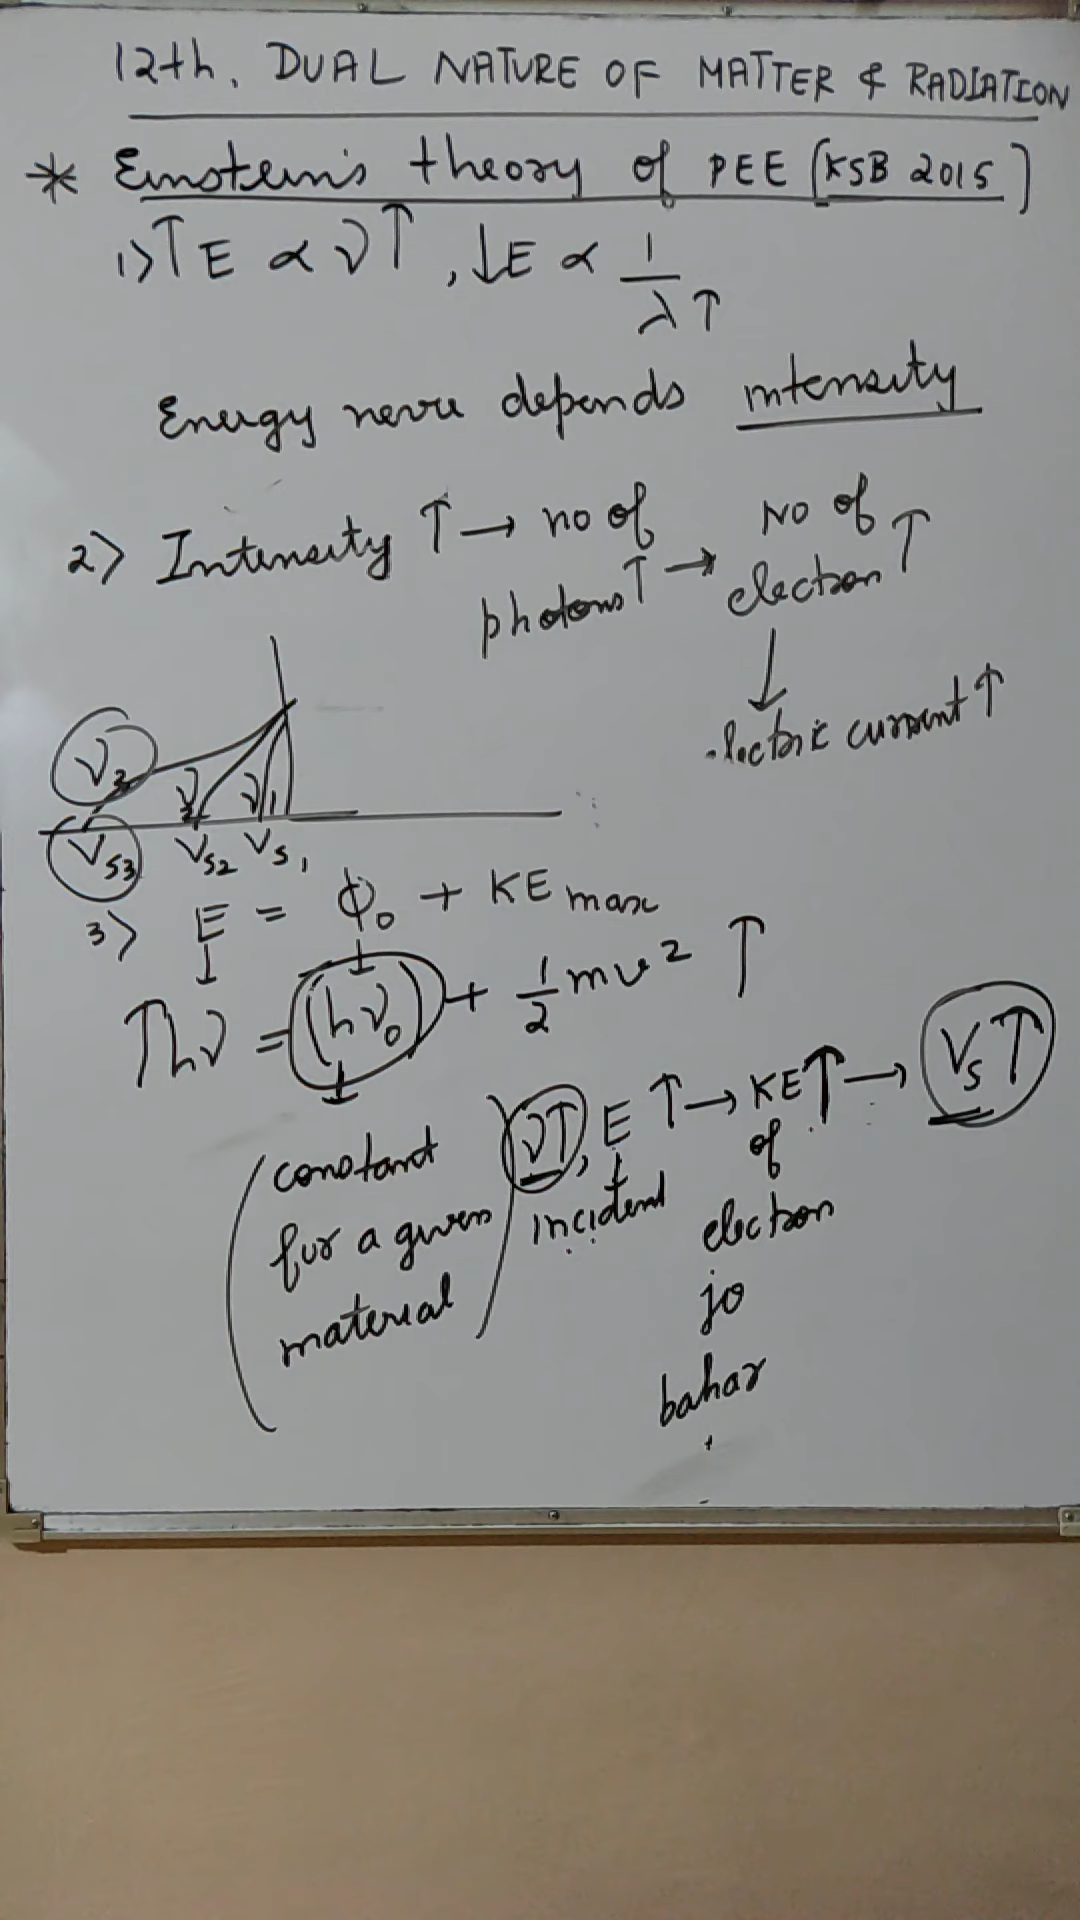 12th, DUAL NATURE OF MATTER & RADIATION
* Einstein's theory of PEE [KSB 2015]
1) ↑E ∝ ν↑, ↓E ∝ 1/λ↑
Energy never depends intensity
2) Intensity ↑ → no of photons↑ → No of electron↑
↓
electric current ↑
ν3 ν2 ν1
Vs3 Vs2 Vs1
3) E = ϕ₀ + KE max
↑hν = (hν₀) + 1/2 mv² ↑
(constant for a given material)
ν↑, E ↑ → KE↑ → Vs↑
incident
of
electron
jo
bahar